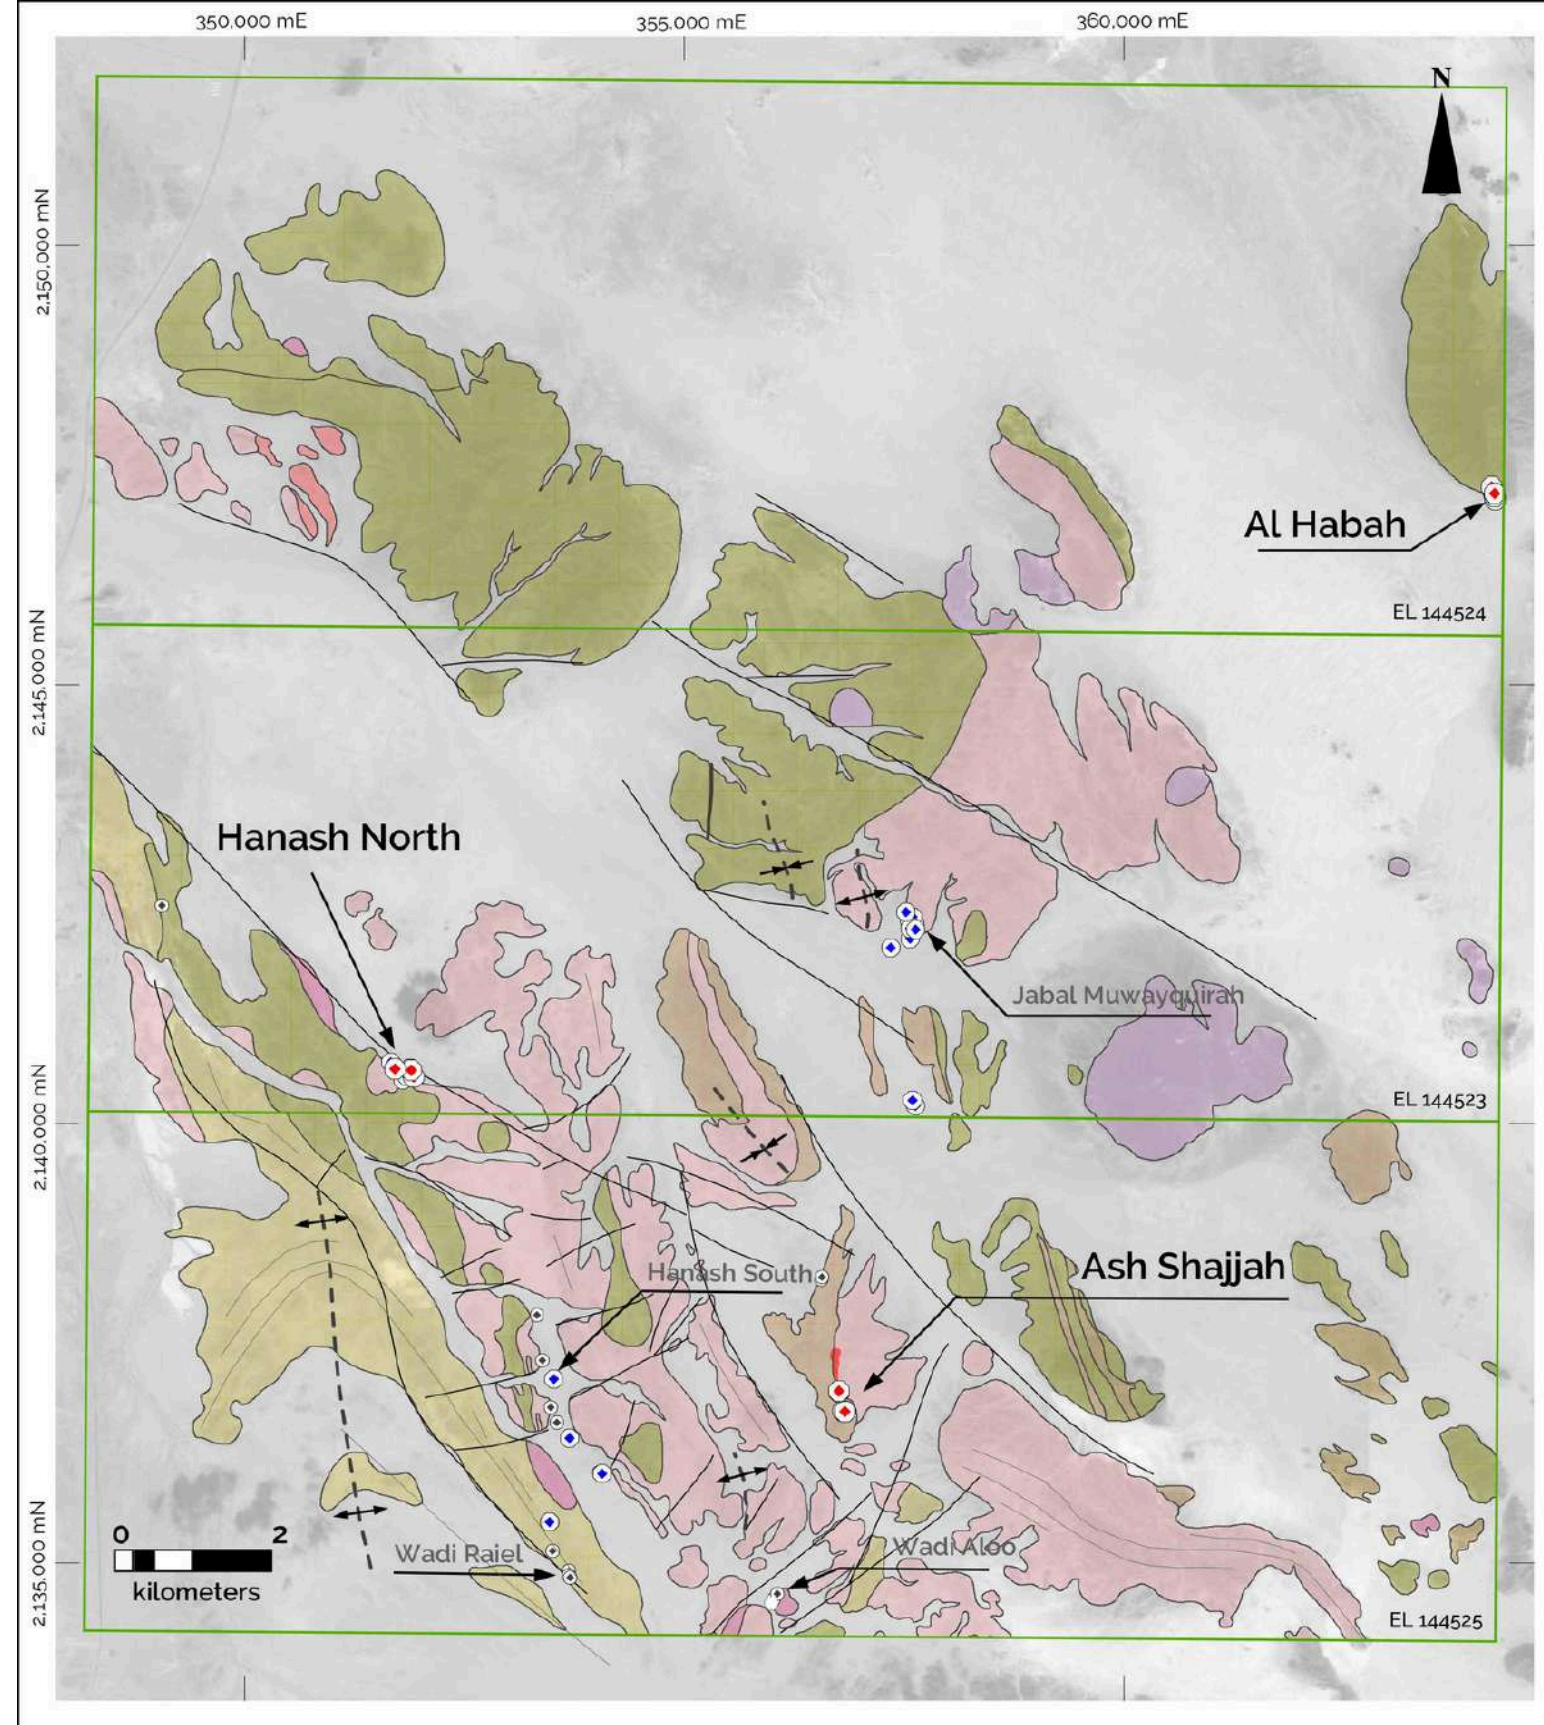 350.000 mE
355.000 mE
360.000 mE
N
2,150,000 mN
Al Habah
EL 144524
2,145,000 mN
Hanash North
Jabal Muwayquirah
EL 144523
2,140,000 mN
Ash Shajjah
Hanash South
0 2
kilometers
Wadi Raiel
Wadi Aloo
2,135,000 mN
EL 144525